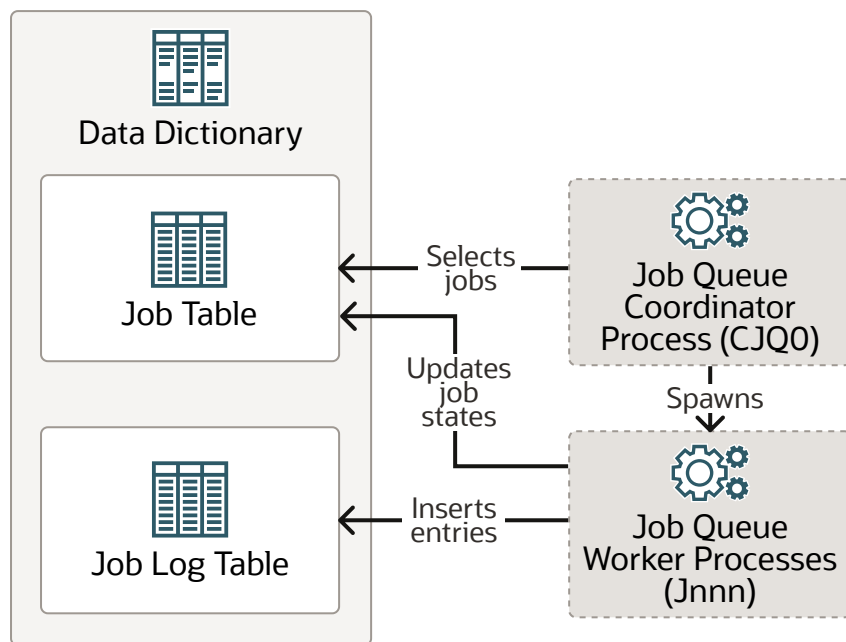 Data Dictionary
Job Table
Selects
jobs
Job Queue
Coordinator
Process (CJQ0)
Updates
job
states
Spawns
Job Log Table
Inserts
entries
Job Queue
Worker Processes
(Jnnn)